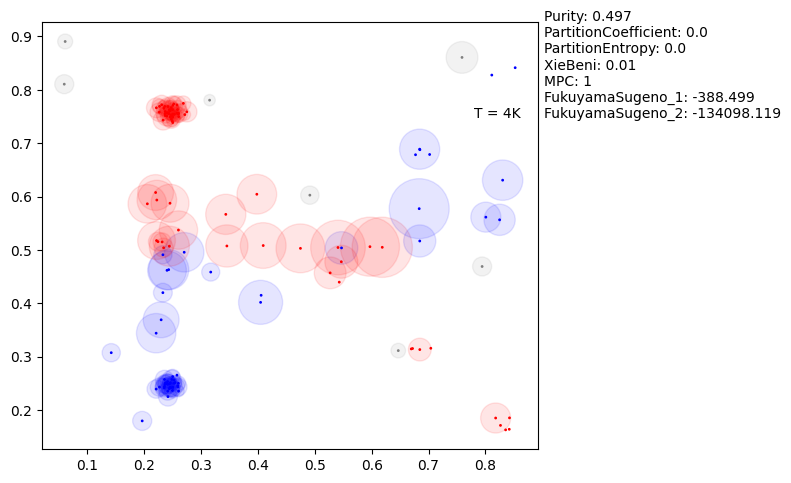 Purity: 0.497
PartitionCoefficient: 0.0
PartitionEntropy: 0.0
XieBeni: 0.01
MPC: 1
FukuyamaSugeno_1: -388.499
FukuyamaSugeno_2: -134098.119
T = 4K
0.9
0.8
0.7
0.6
0.5
0.4
0.3
0.2
0.1
0.2
0.3
0.4
0.5
0.6
0.7
0.8